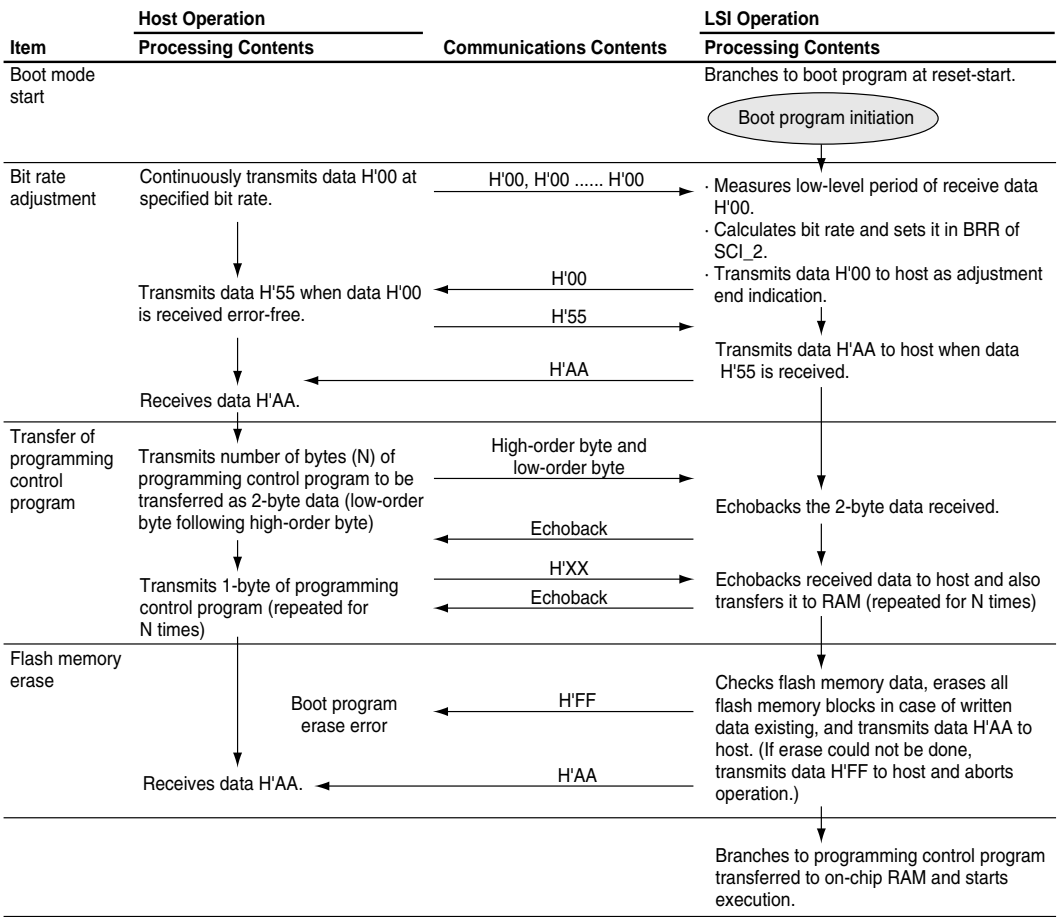 Host Operation
LSI Operation
Item
Processing Contents
Communications Contents
Processing Contents
Boot mode
start
Branches to boot program at reset-start.
Boot program initiation
Bit rate
adjustment
Continuously transmits data H'00 at
specified bit rate.
H'00, H'00 ...... H'00
· Measures low-level period of receive data
H'00.
· Calculates bit rate and sets it in BRR of
SCI_2.
· Transmits data H'00 to host as adjustment
end indication.
H'00
Transmits data H'55 when data H'00
is received error-free.
H'55
Transmits data H'AA to host when data
H'55 is received.
H'AA
Receives data H'AA.
Transfer of
programming
control
program
Transmits number of bytes (N) of
programming control program to be
transferred as 2-byte data (low-order
byte following high-order byte)
High-order byte and
low-order byte
Echobacks the 2-byte data received.
Echoback
Transmits 1-byte of programming
control program (repeated for
N times)
H'XX
Echoback
Echobacks received data to host and also
transfers it to RAM (repeated for N times)
Flash memory
erase
Boot program
erase error
H'FF
Checks flash memory data, erases all
flash memory blocks in case of written
data existing, and transmits data H'AA to
host. (If erase could not be done,
transmits data H'FF to host and aborts
operation.)
Receives data H'AA.
H'AA
Branches to programming control program
transferred to on-chip RAM and starts
execution.